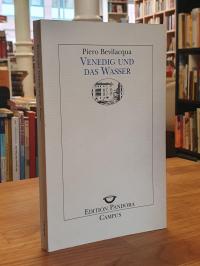 Piero Bevilacqua
VENEDIG UND
DAS WASSER
EDITION PANDORA
CAMPUS